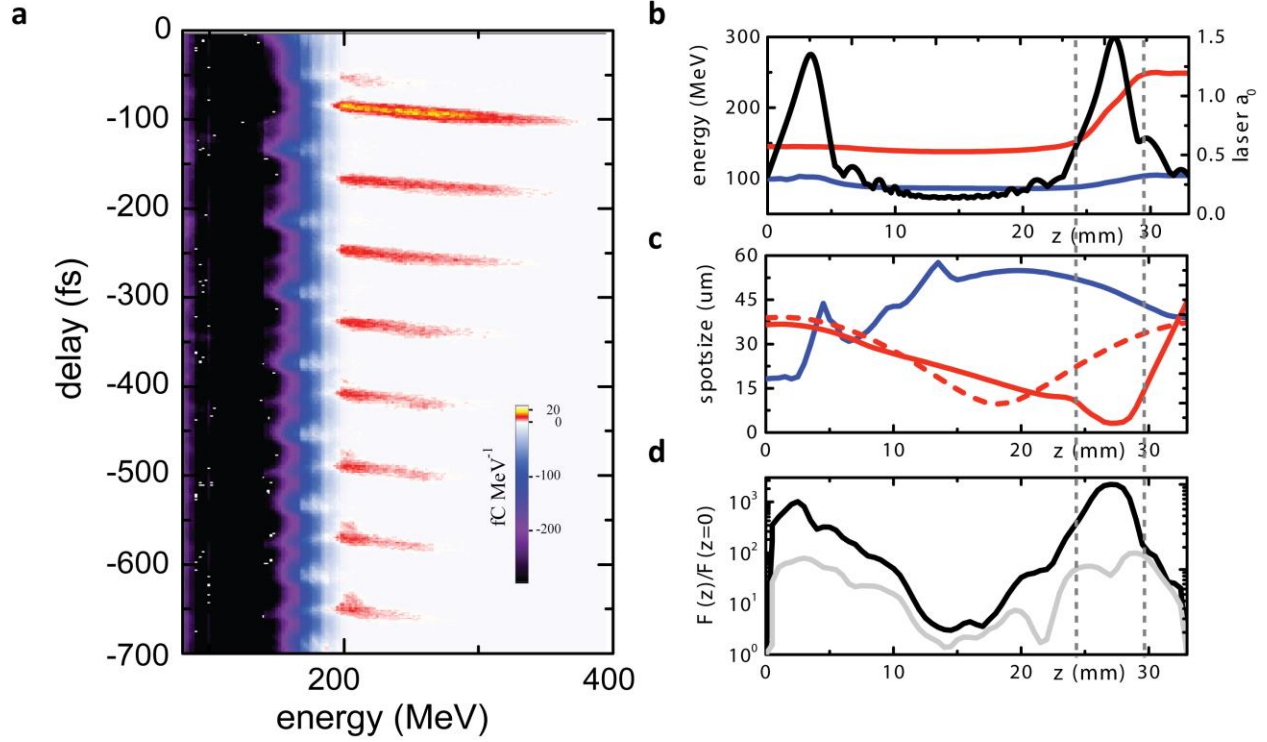 a
0
-100
-200
-300
-400
-500
-600
-700
delay (fs)
200
400
energy (MeV)
20
0
-100
-200
fC MeV⁻¹
b
300
200
100
energy (MeV)
1.5
1.0
0.5
0.0
laser a₀
0 10 20 z (mm) 30
c
60
45
30
15
0
spotsize (um)
0 10 20 z (mm) 30
d
10³
10²
10¹
10⁰
F (z)/F (z=0)
0 10 20 z (mm) 30